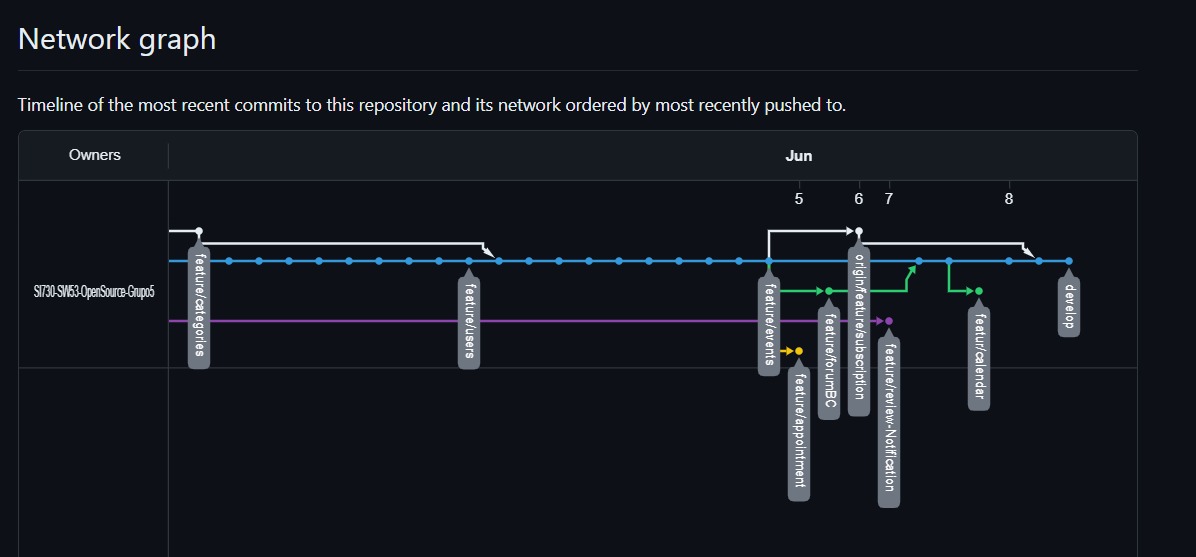 Network graph
Timeline of the most recent commits to this repository and its network ordered by most recently pushed to.
Owners
Jun
5
6
7
8
SI730-SW53-OpenSource-Grupo5
feature/categories
feature/users
feature/events
feature/appointment
feature/forumBC
origin/feature/subscription
feature/review-Notification
featur/calendar
develop